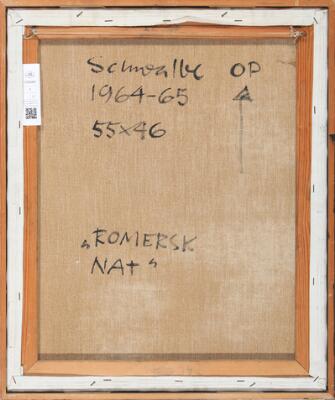 Schwalbe OP
1964-65
55x46
„ROMERSK
NAt"